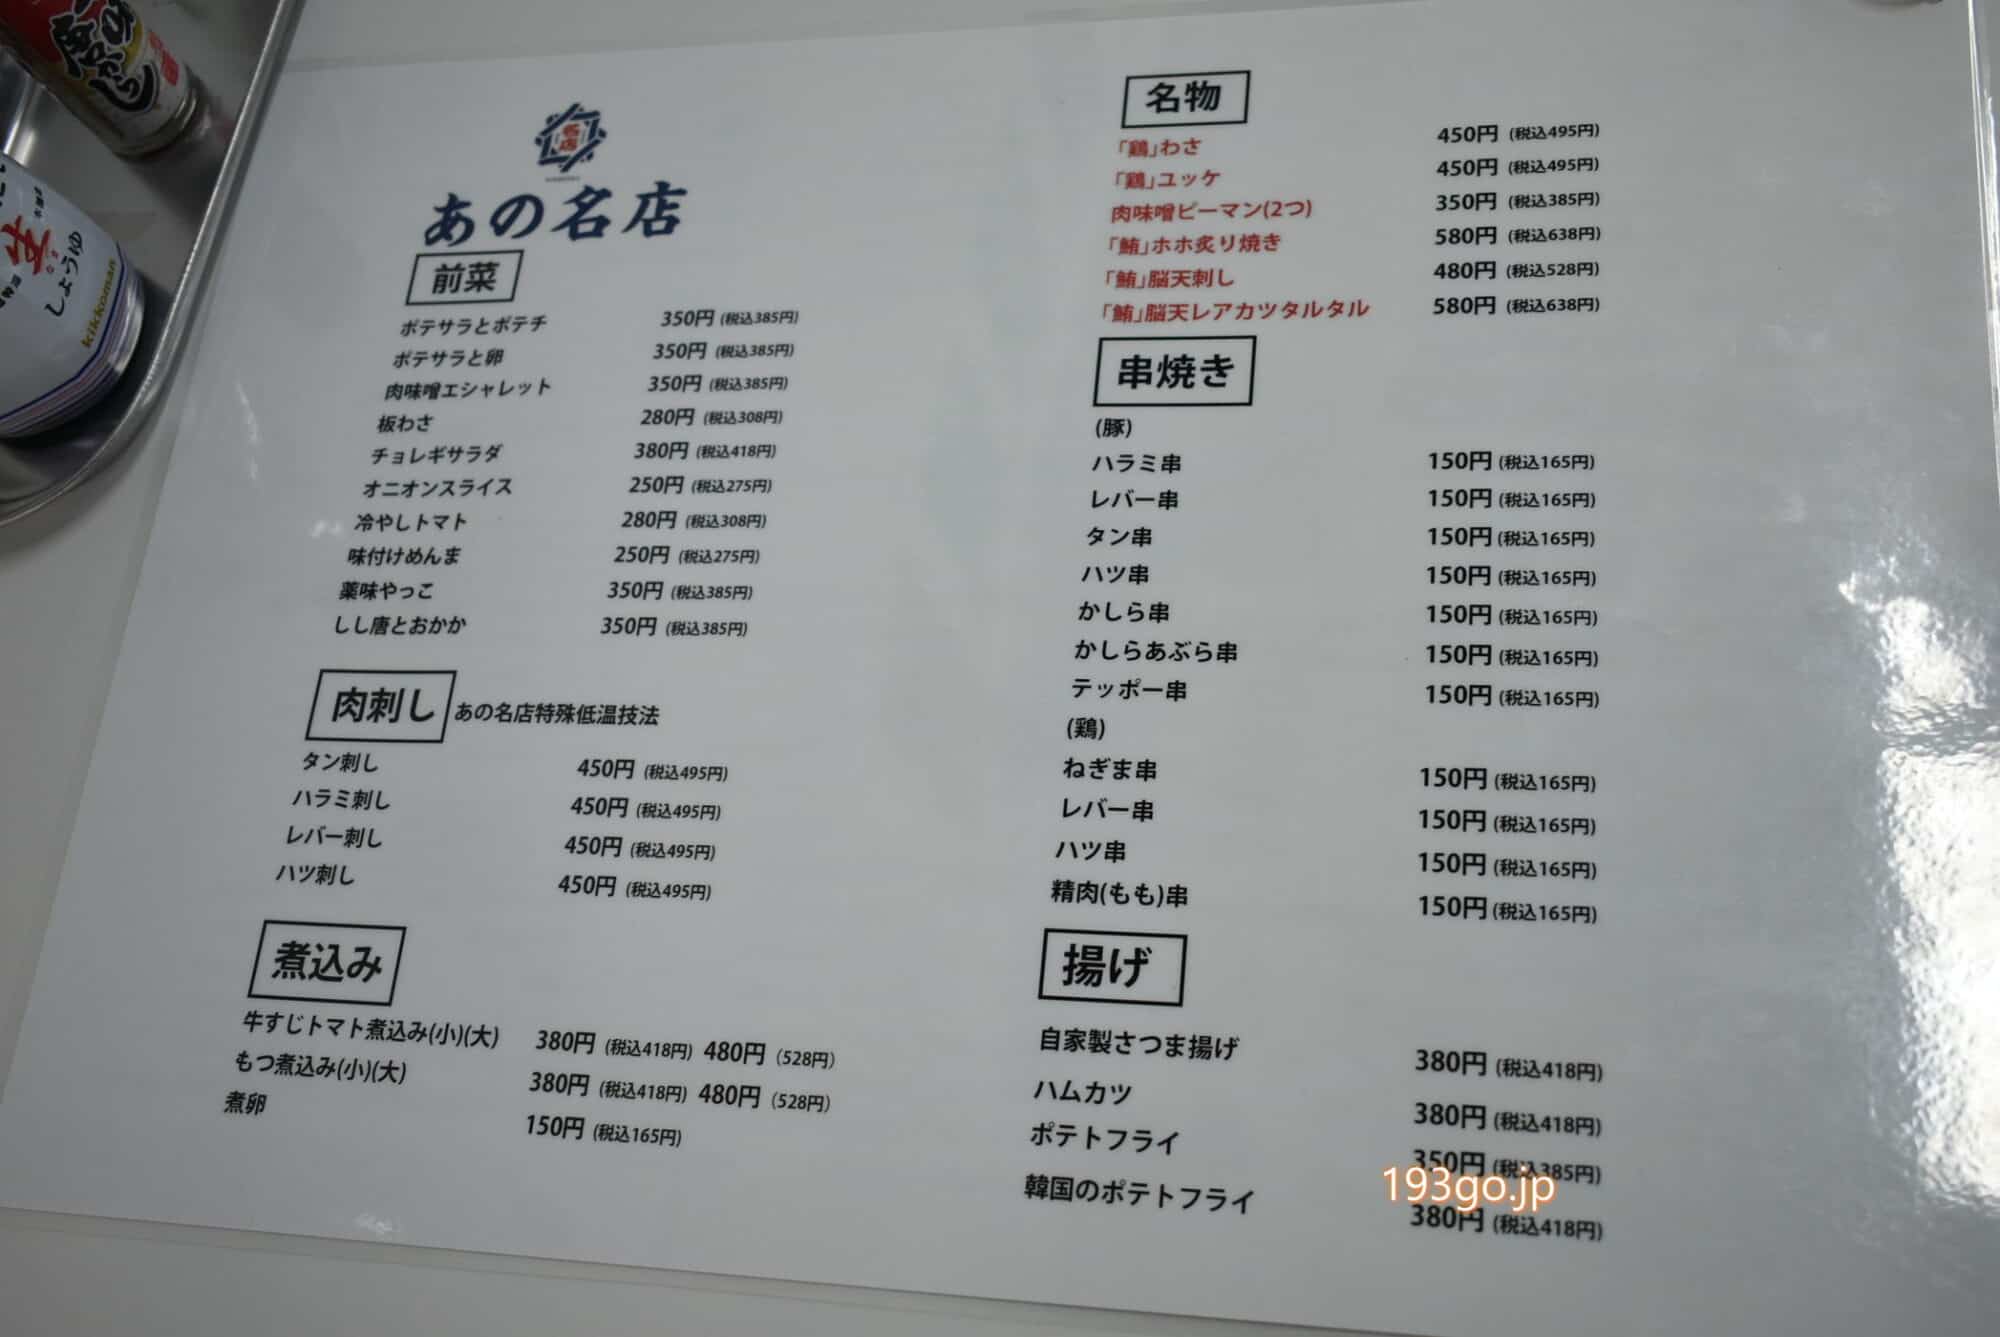 しょうゆ
kikkoman
名店
あの名店
前菜
ポテサラとポテチ 350円 (税込385円)
ポテサラと卵 350円 (税込385円)
肉味噌エシャレット 350円 (税込385円)
板わさ 280円 (税込308円)
チョレギサラダ 380円 (税込418円)
オニオンスライス 250円 (税込275円)
冷やしトマト 280円 (税込308円)
味付けめんま 250円 (税込275円)
薬味やっこ 350円 (税込385円)
しし唐とおかか 350円 (税込385円)
肉刺し あの名店特殊低温技法
タン刺し 450円 (税込495円)
ハラミ刺し 450円 (税込495円)
レバー刺し 450円 (税込495円)
ハツ刺し 450円 (税込495円)
煮込み
牛すじトマト煮込み(小)(大) 380円 (税込418円) 480円 (528円)
もつ煮込み(小)(大) 380円 (税込418円) 480円 (528円)
煮卵 150円 (税込165円)
名物
「鶏」わさ 450円 (税込495円)
「鶏」ユッケ 450円 (税込495円)
肉味噌ピーマン(2つ) 350円 (税込385円)
「鮪」ホホ炙り焼き 580円 (税込638円)
「鮪」脳天刺し 480円 (税込528円)
「鮪」脳天レアカツタルタル 580円 (税込638円)
串焼き
(豚)
ハラミ串 150円 (税込165円)
レバー串 150円 (税込165円)
タン串 150円 (税込165円)
ハツ串 150円 (税込165円)
かしら串 150円 (税込165円)
かしらあぶら串 150円 (税込165円)
テッポー串 150円 (税込165円)
(鶏)
ねぎま串 150円 (税込165円)
レバー串 150円 (税込165円)
ハツ串 150円 (税込165円)
精肉(もも)串 150円 (税込165円)
揚げ
自家製さつま揚げ 380円 (税込418円)
ハムカツ 380円 (税込418円)
ポテトフライ 350円 (税込385円)
韓国のポテトフライ 380円 (税込418円)
193go.jp